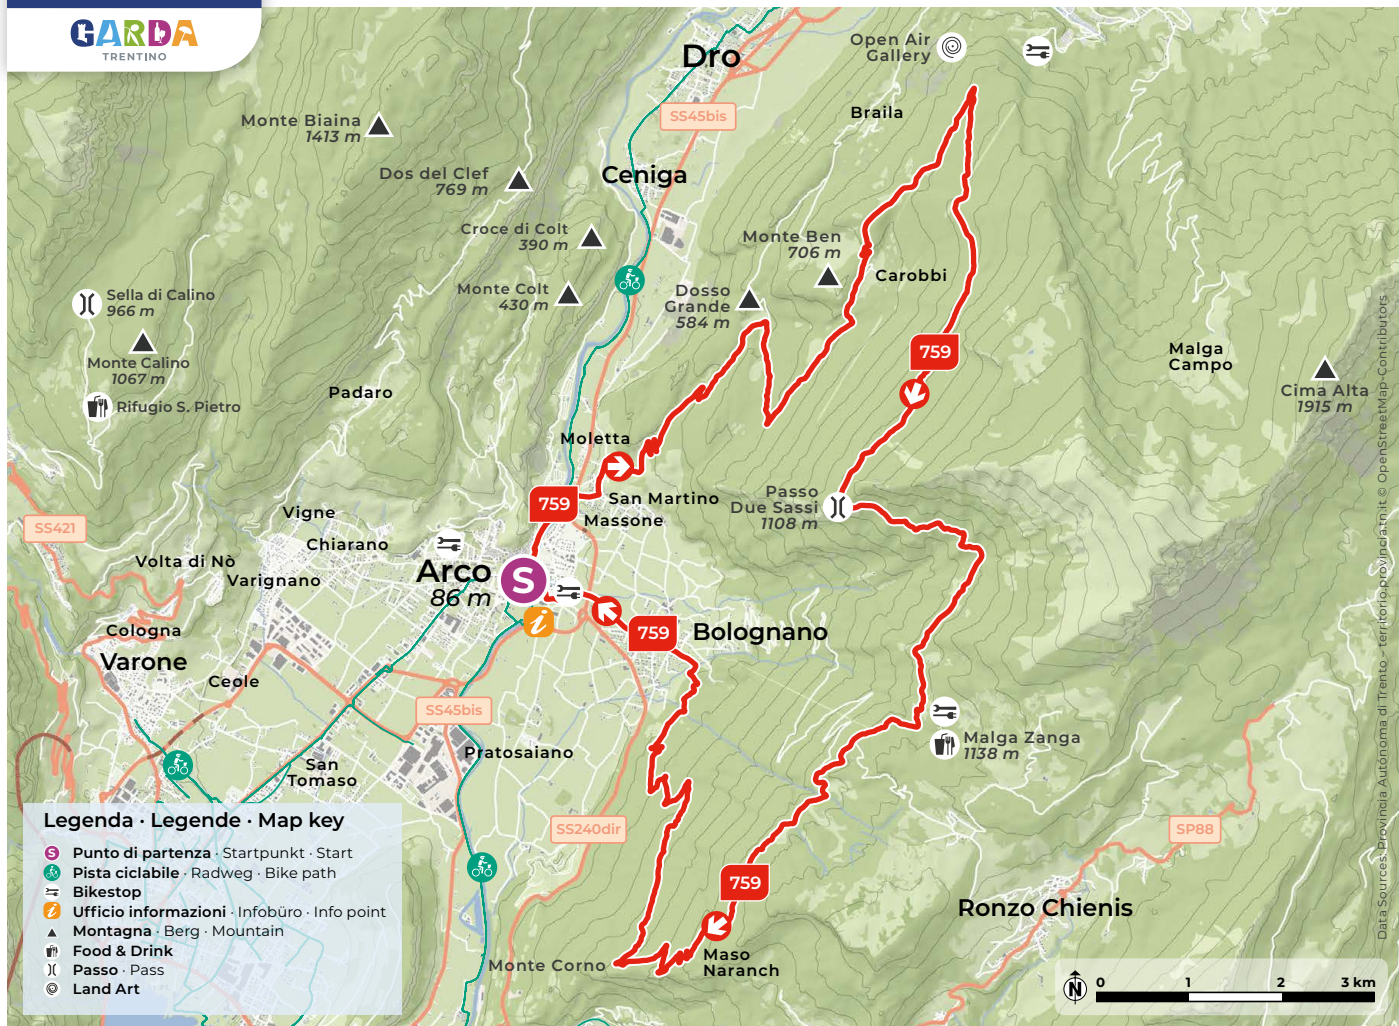 GARDA
TRENTINO
Dro
SS45bis
Open Air
Gallery
Braila
Monte Biaina
1413 m
Dos del Clef
769 m
Ceniga
Croce di Colt
390 m
Monte Ben
706 m
Carobbi
Monte Colt
430 m
Dosso
Grande
584 m
Sella di Calino
966 m
Monte Calino
1067 m
Rifugio S. Pietro
Padaro
759
Malga
Campo
Cima Alta
1915 m
Moletta
759
San Martino
Massone
Passo
Due Sassi
1108 m
SS421
Vigne
Chiarano
Volta di Nò
Varignano
Arco
86 m
S
i
759
Bolognano
Cologna
Varone
Ceole
SS45bis
Pratosaiano
San
Tomaso
Malga Zanga
1138 m
SS240dir
SP88
759
Ronzo Chienis
Monte Corno
Maso
Naranch
Legenda · Legende · Map key
S
Punto di partenza · Startpunkt · Start
Pista ciclabile · Radweg · Bike path
Bikestop
i
Ufficio informazioni · Infobüro · Info point
Montagna · Berg · Mountain
Food & Drink
Passo · Pass
Land Art
N
0 1 2 3 km
Data Sources: Provincia Autonoma di Trento - territorio.provincia.tn.it © OpenStreetMap-Contributors